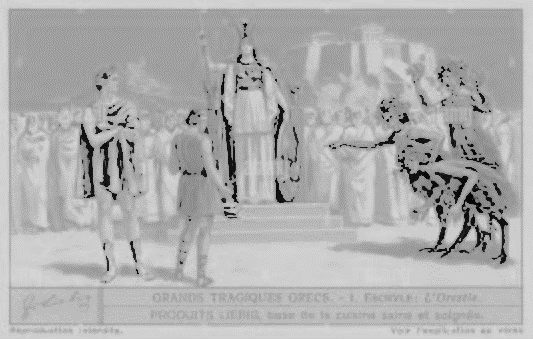 GRANDS TRAGIQUES GRECS. - 1. ESCHYLE: L'Orestie.
PRODUITS LIEBIG, base de la cuisine saine et soignée.
Reproduction interdite.
Voir l'explication au verso